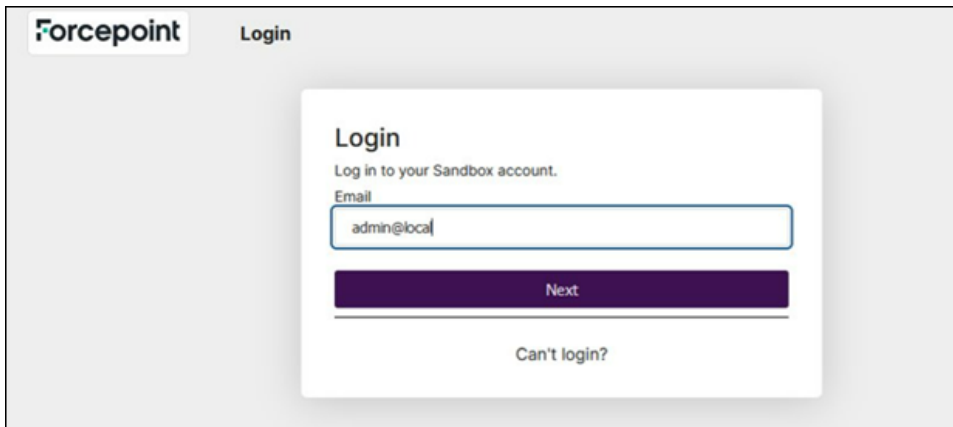 Forcepoint
Login
Login
Log in to your Sandbox account.
Email
admin@local
Next
Can't login?